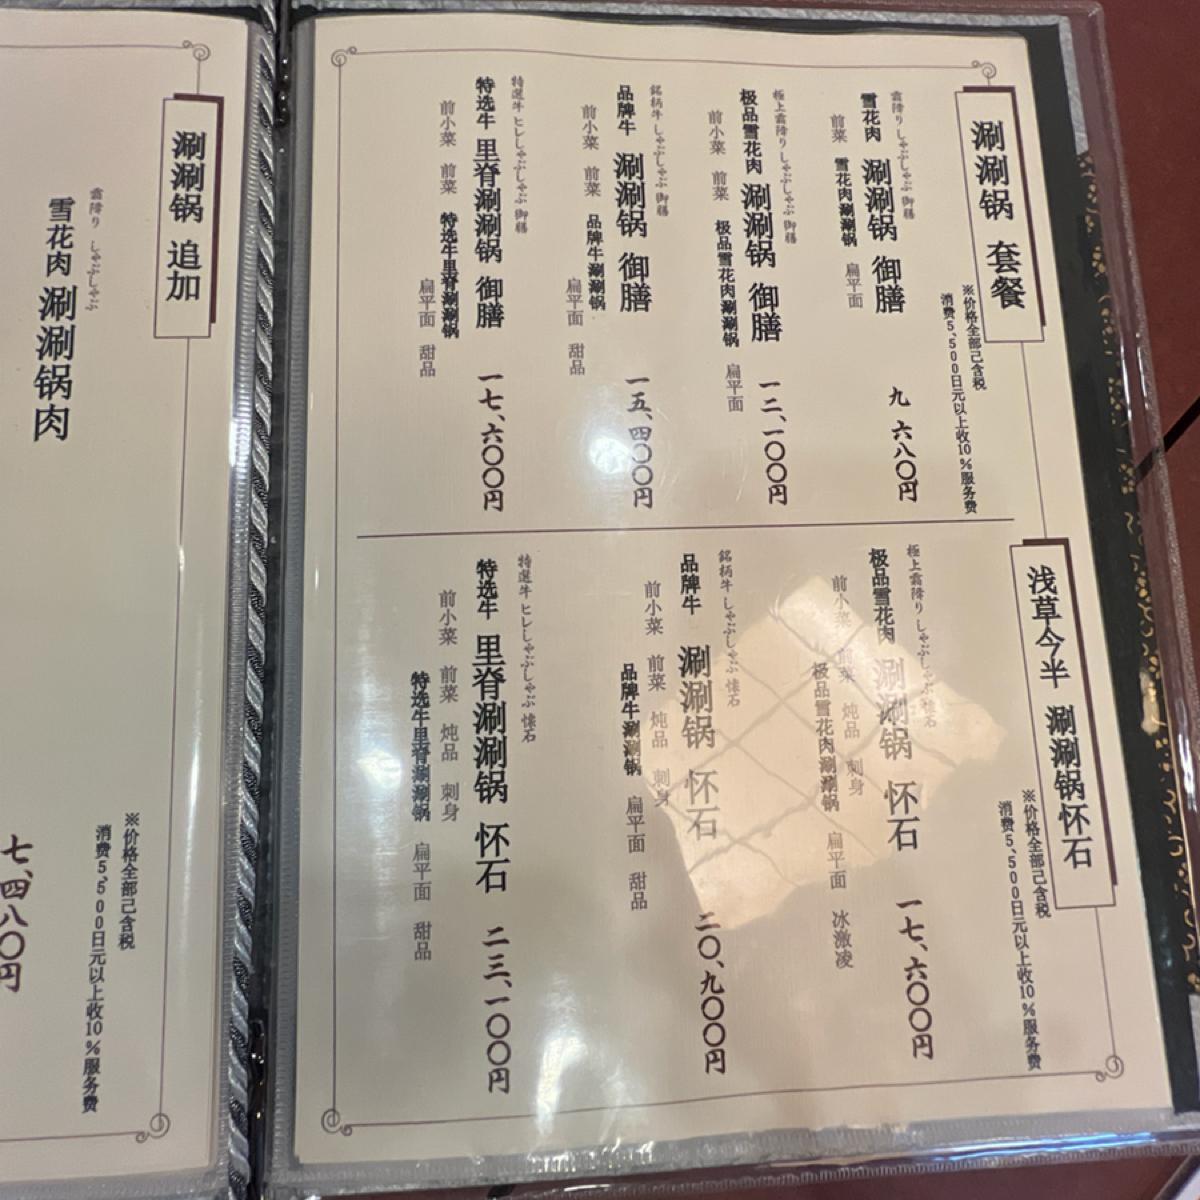 涮涮锅 套餐
※价格全部已含税
消费5,500日元以上收10%服务费
霜降り しゃぶしゃぶ 御膳
雪花肉 涮涮锅 御膳
九、六八〇円
前菜 雪花肉涮涮锅 扁平面
極上霜降り しゃぶしゃぶ 御膳
极品雪花肉 涮涮锅 御膳
一二、一〇〇円
前小菜 前菜 极品雪花肉涮涮锅 扁平面
銘柄牛 しゃぶしゃぶ 御膳
品牌牛 涮涮锅 御膳
一五、四〇〇円
前小菜 前菜 品牌牛涮涮锅
扁平面 甜品
特選牛 ヒレしゃぶしゃぶ 御膳
特选牛 里脊涮涮锅 御膳
一七、六〇〇円
前小菜 前菜 特选牛里脊涮涮锅
扁平面 甜品
浅草今半 涮涮锅怀石
※价格全部已含税
消费5,500日元以上收10%服务费
極上霜降り しゃぶしゃぶ 懐石
极品雪花肉 涮涮锅 怀石
一七、六〇〇円
前小菜 前菜 炖品 刺身
极品雪花肉涮涮锅 扁平面 冰激凌
銘柄牛 しゃぶしゃぶ 懐石
品牌牛 涮涮锅 怀石
二〇、九〇〇円
前小菜 前菜 炖品 刺身
品牌牛涮涮锅 扁平面 甜品
特選牛 ヒレしゃぶしゃぶ 懐石
特选牛 里脊涮涮锅 怀石
二三、一〇〇円
前小菜 前菜 炖品 刺身
特选牛里脊涮涮锅 扁平面 甜品
涮涮锅 追加
※价格全部已含税
消费5,500日元以上收10%服务费
霜降り しゃぶしゃぶ
雪花肉 涮涮锅肉
七、四八〇円